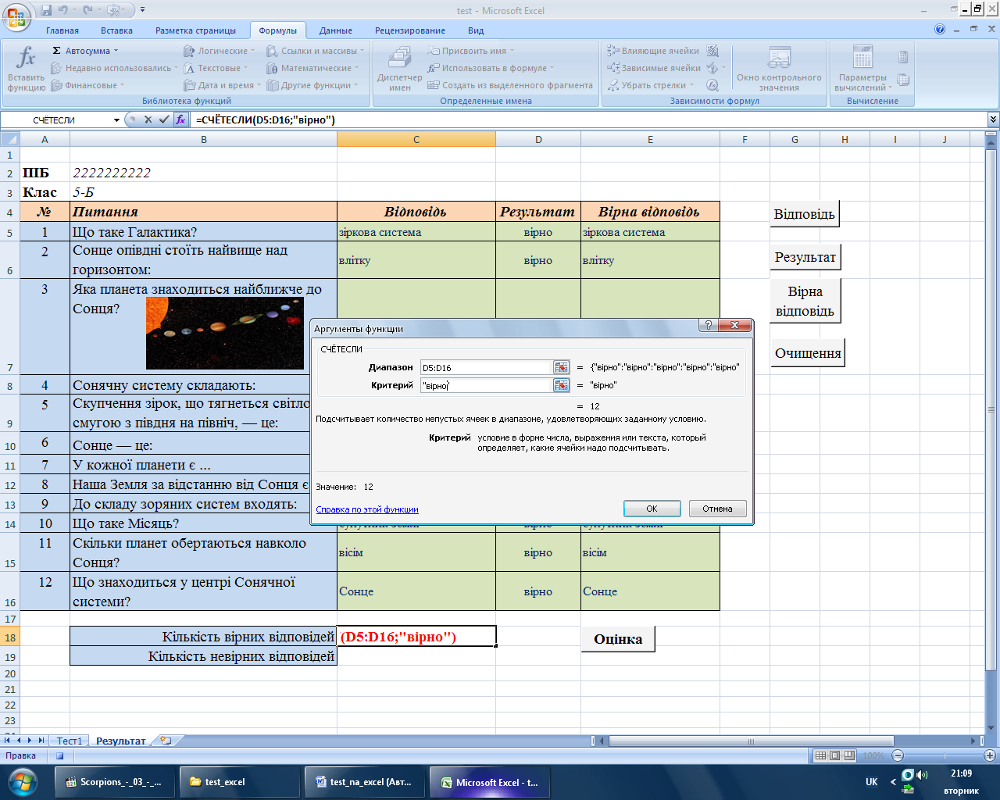 test - Microsoft Excel
Главная Вставка Разметка страницы Формулы Данные Рецензирование Вид
Вставить функцию
Σ Автосумма
Недавно использовались
Финансовые
Логические
Текстовые
Дата и время
Ссылки и массивы
Математические
Другие функции
Библиотека функций
Диспетчер имен
Присвоить имя
Использовать в формуле
Создать из выделенного фрагмента
Определенные имена
Влияющие ячейки
Зависимые ячейки
Убрать стрелки
Окно контрольного значения
Зависимости формул
Параметры вычислений
Вычисление
СЧЁТЕСЛИ =СЧЁТЕСЛИ(D5:D16;"вірно")
A B C D E F G H I J
1
2 ПІБ 2222222222
3 Клас 5-Б
4 № Питання Відповідь Результат Вірна відповідь
Відповідь
5 1 Що таке Галактика? зіркова система вірно зіркова система
6 2 Сонце опівдні стоїть найвище над
горизонтом: влітку вірно влітку
Результат
7 3 Яка планета знаходиться найближче до
Сонця?
Вірна
відповідь
Очищення
8 4 Сонячну систему складають:
9 5 Скупчення зірок, що тягнеться світло
смугою з півдня на північ, — це:
10 6 Сонце — це:
11 7 У кожної планети є ...
12 8 Наша Земля за відстанню від Сонця є
13 9 До складу зоряних систем входять:
14 10 Що таке Місяць?
15 11 Скільки планет обертаються навколо
Сонця? вісім вірно вісім
16 12 Що знаходиться у центрі Сонячної
системи? Сонце вірно Сонце
17
18 Кількість вірних відповідей (D5:D16;"вірно") Оцінка
19 Кількість невірних відповідей
20
21
22
23
Аргументы функции
СЧЁТЕСЛИ
Диапазон D5:D16 = {"вірно":"вірно":"вірно":"вірно":"вірно"
Критерий "вірно" = "вірно"
= 12
Подсчитывает количество непустых ячеек в диапазоне, удовлетворяющих заданному условию.
Критерий условие в форме числа, выражения или текста, который
определяет, какие ячейки надо подсчитывать.
Значение: 12
Справка по этой функции OK Отмена
Тест1 Результат
Правка 100%
Scorpions_-_03_-_... test_excel test_na_excel (Авт... Microsoft Excel - t... UK < 21:09
вторник